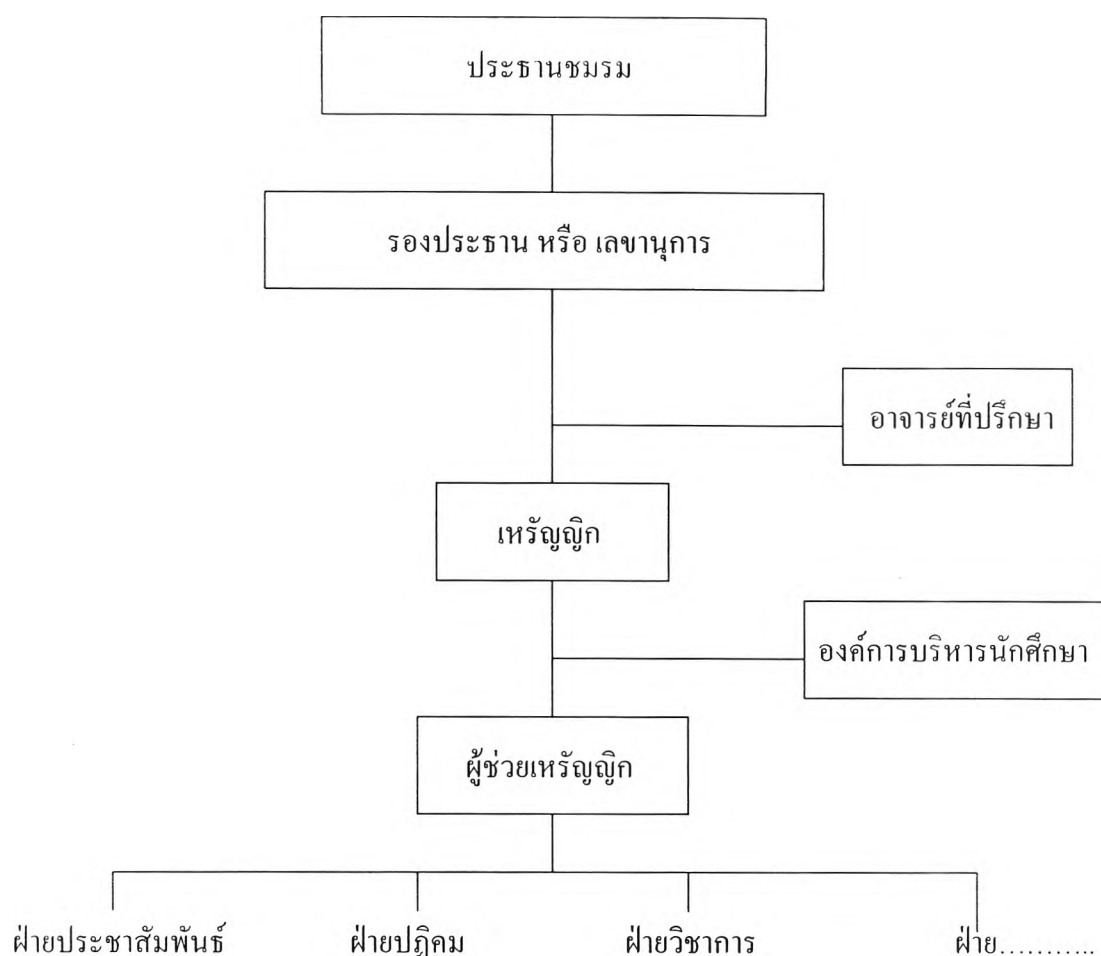 ประธานชมรม
รองประธาน หรือ เลขานุการ
อาจารย์ที่ปรึกษา
เหรัญญิก
องค์การบริหารนักศึกษา
ผู้ช่วยเหรัญญิก
ฝ่ายประชาสัมพันธ์ ฝ่ายปฏิคม ฝ่ายวิชาการ ฝ่าย...........